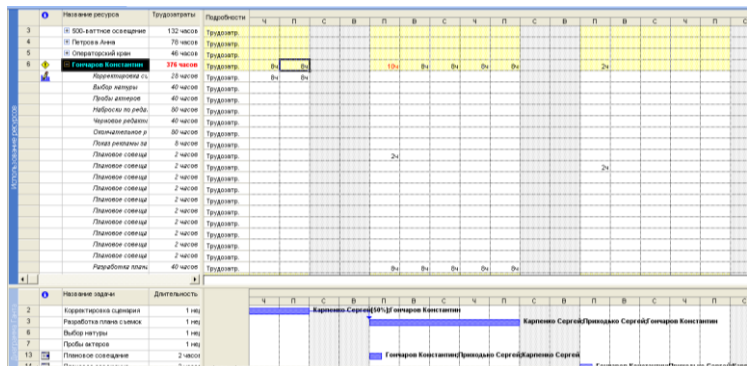 Название ресурса Трудозатраты Подробности Ч П С В П В С Ч П С В П В С Ч П С
3 500-ваттное освещение 132 часов Трудозатр.
4 Петрова Анна 78 часов Трудозатр.
5 Операторский кран 46 часов Трудозатр.
6 Гончаров Константин 376 часов Трудозатр. 8ч 8ч 10ч 8ч 8ч 8ч 8ч 2ч
Корректировка сц 28 часов Трудозатр. 8ч 8ч
Выбор натуры 40 часов Трудозатр.
Пробы актеров 40 часов Трудозатр.
Наброски по реда. 80 часов Трудозатр.
Черновое редакти 40 часов Трудозатр.
Окончательное р 80 часов Трудозатр.
Показ рекламы за 8 часов Трудозатр.
Плановое совеща 2 часов Трудозатр. 2ч
Плановое совеща 2 часов Трудозатр. 2ч
Плановое совеща 2 часов Трудозатр.
Плановое совеща 2 часов Трудозатр.
Плановое совеща 2 часов Трудозатр.
Плановое совеща 2 часов Трудозатр.
Плановое совеща 2 часов Трудозатр.
Плановое совеща 2 часов Трудозатр.
Разработка плана 40 часов Трудозатр. 8ч 8ч 8ч 8ч 8ч
Использование ресурсов
Название задачи Длительность Ч П С В П В С Ч П С В П В С Ч П С
2 Корректировка сценария 1 нед Карпенко Сергей[50%];Гончаров Константин
3 Разработка плана съемок 1 нед Карпенко Сергей;Приходько Сергей;Гончаров Константин
6 Выбор натуры 1 нед
7 Пробы актеров 1 нед
13 Плановое совещание 2 часов Гончаров Константин;Приходько Сергей;Карпенко Сергей